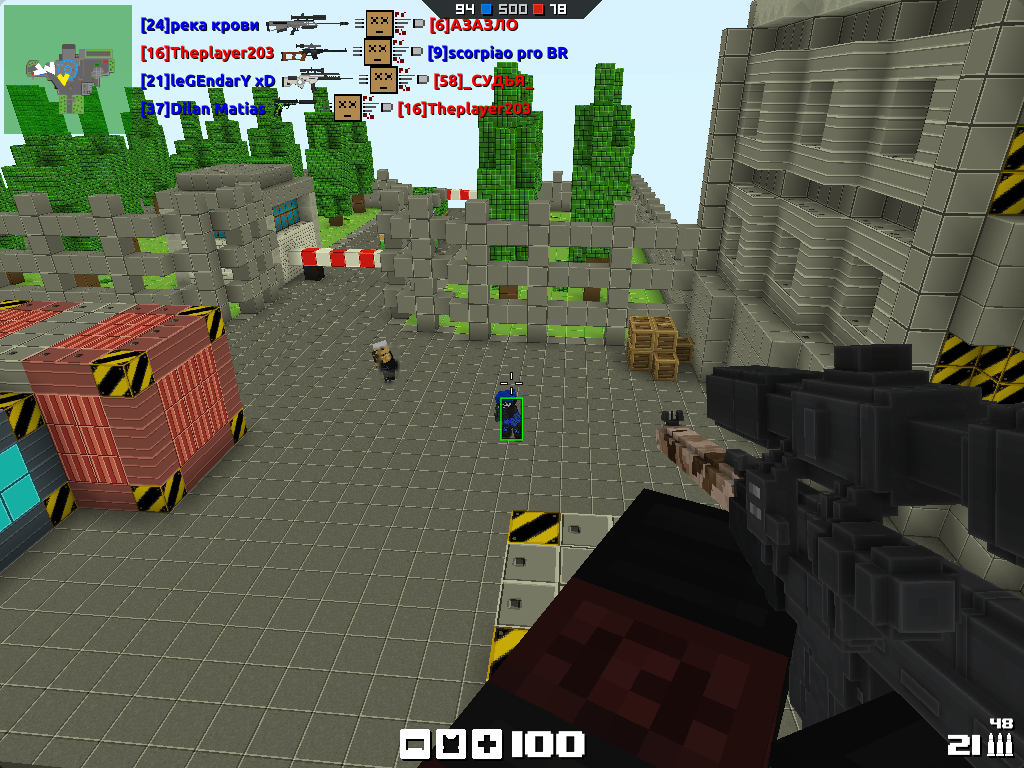 94 500 78
[24]река крови [6]АЗАЗЛО
[16]Theplayer203 [9]scorpiao pro BR
[21]leGEndarY xD [58]_СУДЬЯ_
[37]Dilan Matias [16]Theplayer203
100
48
21